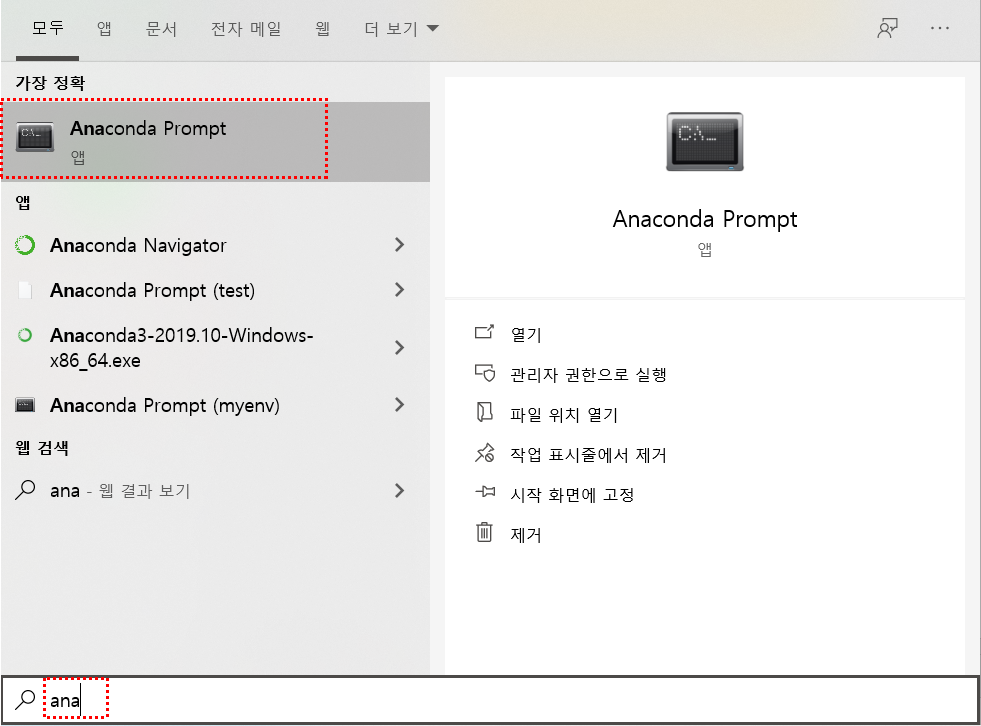 모두 앱 문서 전자 메일 웹 더 보기
가장 정확
Anaconda Prompt
앱
앱
Anaconda Navigator
Anaconda Prompt (test)
Anaconda3-2019.10-Windows-
x86_64.exe
Anaconda Prompt (myenv)
웹 검색
ana - 웹 결과 보기
C:\_
Anaconda Prompt
앱
열기
관리자 권한으로 실행
파일 위치 열기
작업 표시줄에서 제거
시작 화면에 고정
제거
ana